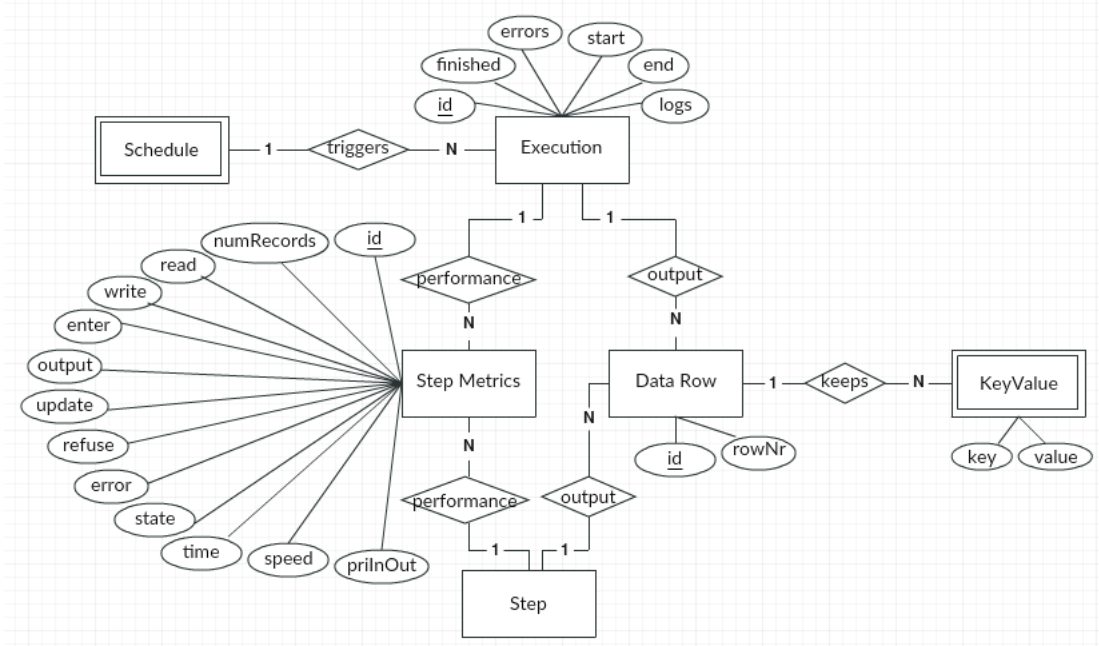 errors
start
finished
end
id
logs
Schedule
1
triggers
N
Execution
1
1
numRecords
id
read
performance
output
write
N
N
enter
output
Step Metrics
Data Row
1
keeps
N
KeyValue
update
N
refuse
N
id
rowNr
key
value
error
performance
output
state
time
speed
priInOut
1
1
Step